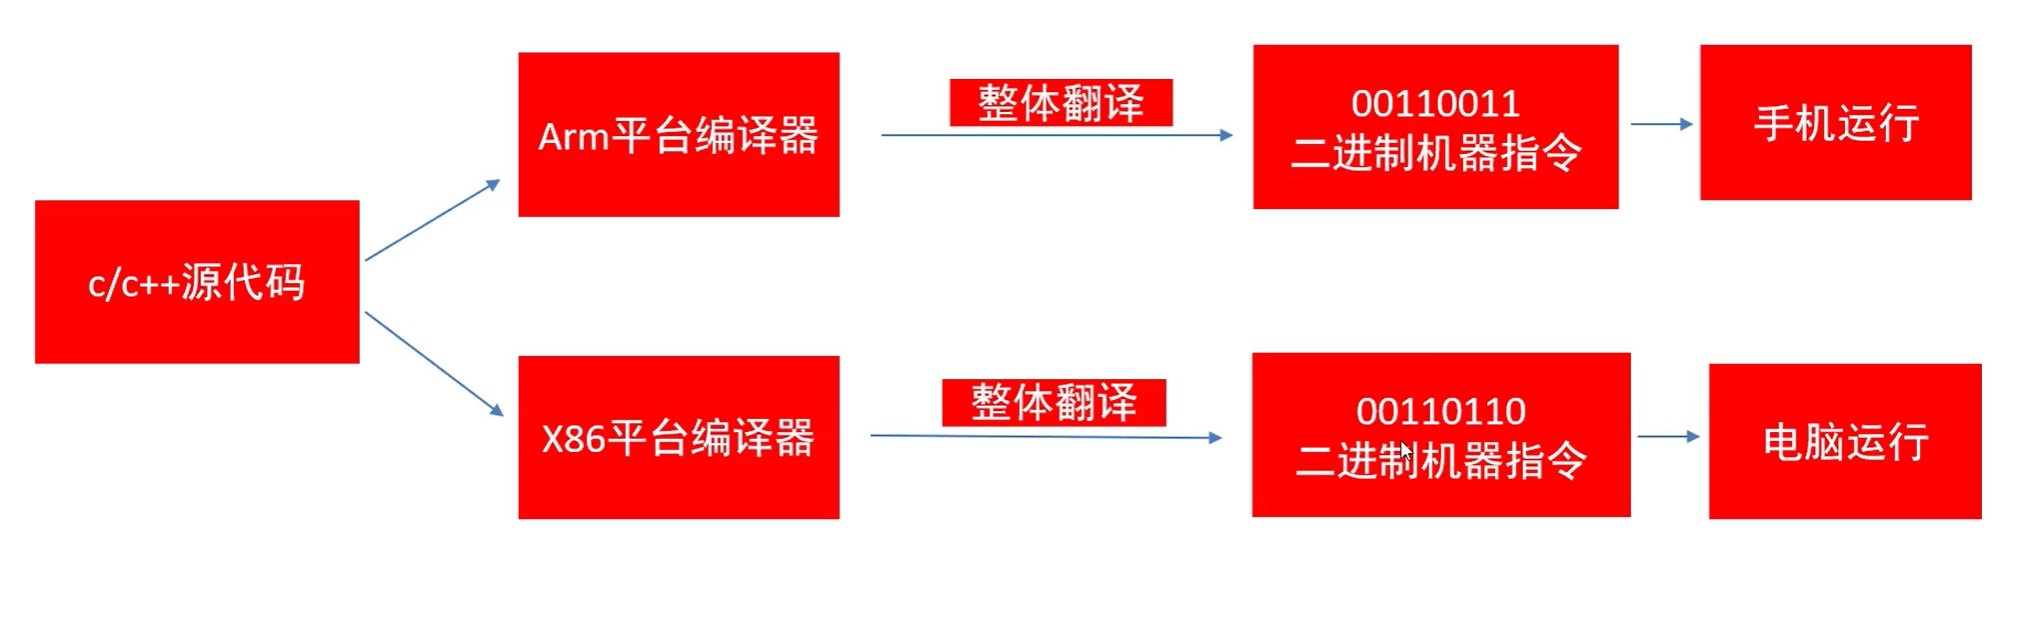 c/c++源代码
Arm平台编译器
整体翻译
00110011
二进制机器指令
手机运行
X86平台编译器
整体翻译
00110110
二进制机器指令
电脑运行